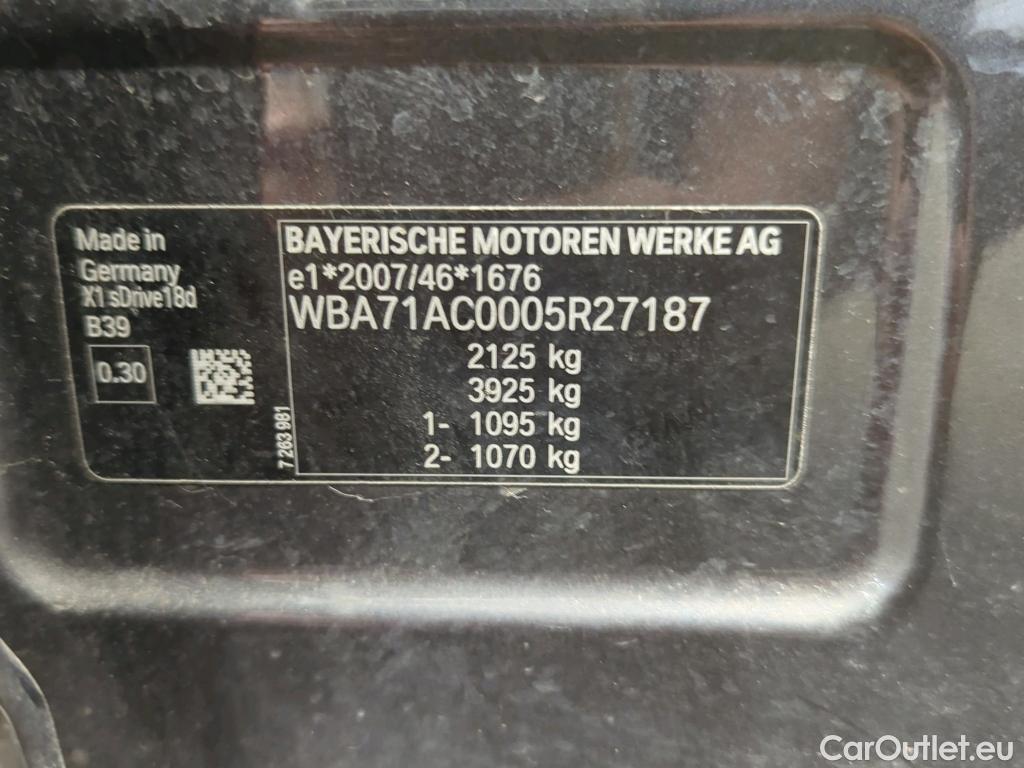 Made in
Germany
X1 sDrive18d
B39
0.30
7 263 981
BAYERISCHE MOTOREN WERKE AG
e1*2007/46*1676
WBA71AC0005R27187
2125 kg
3925 kg
1- 1095 kg
2- 1070 kg
CarOutlet.eu